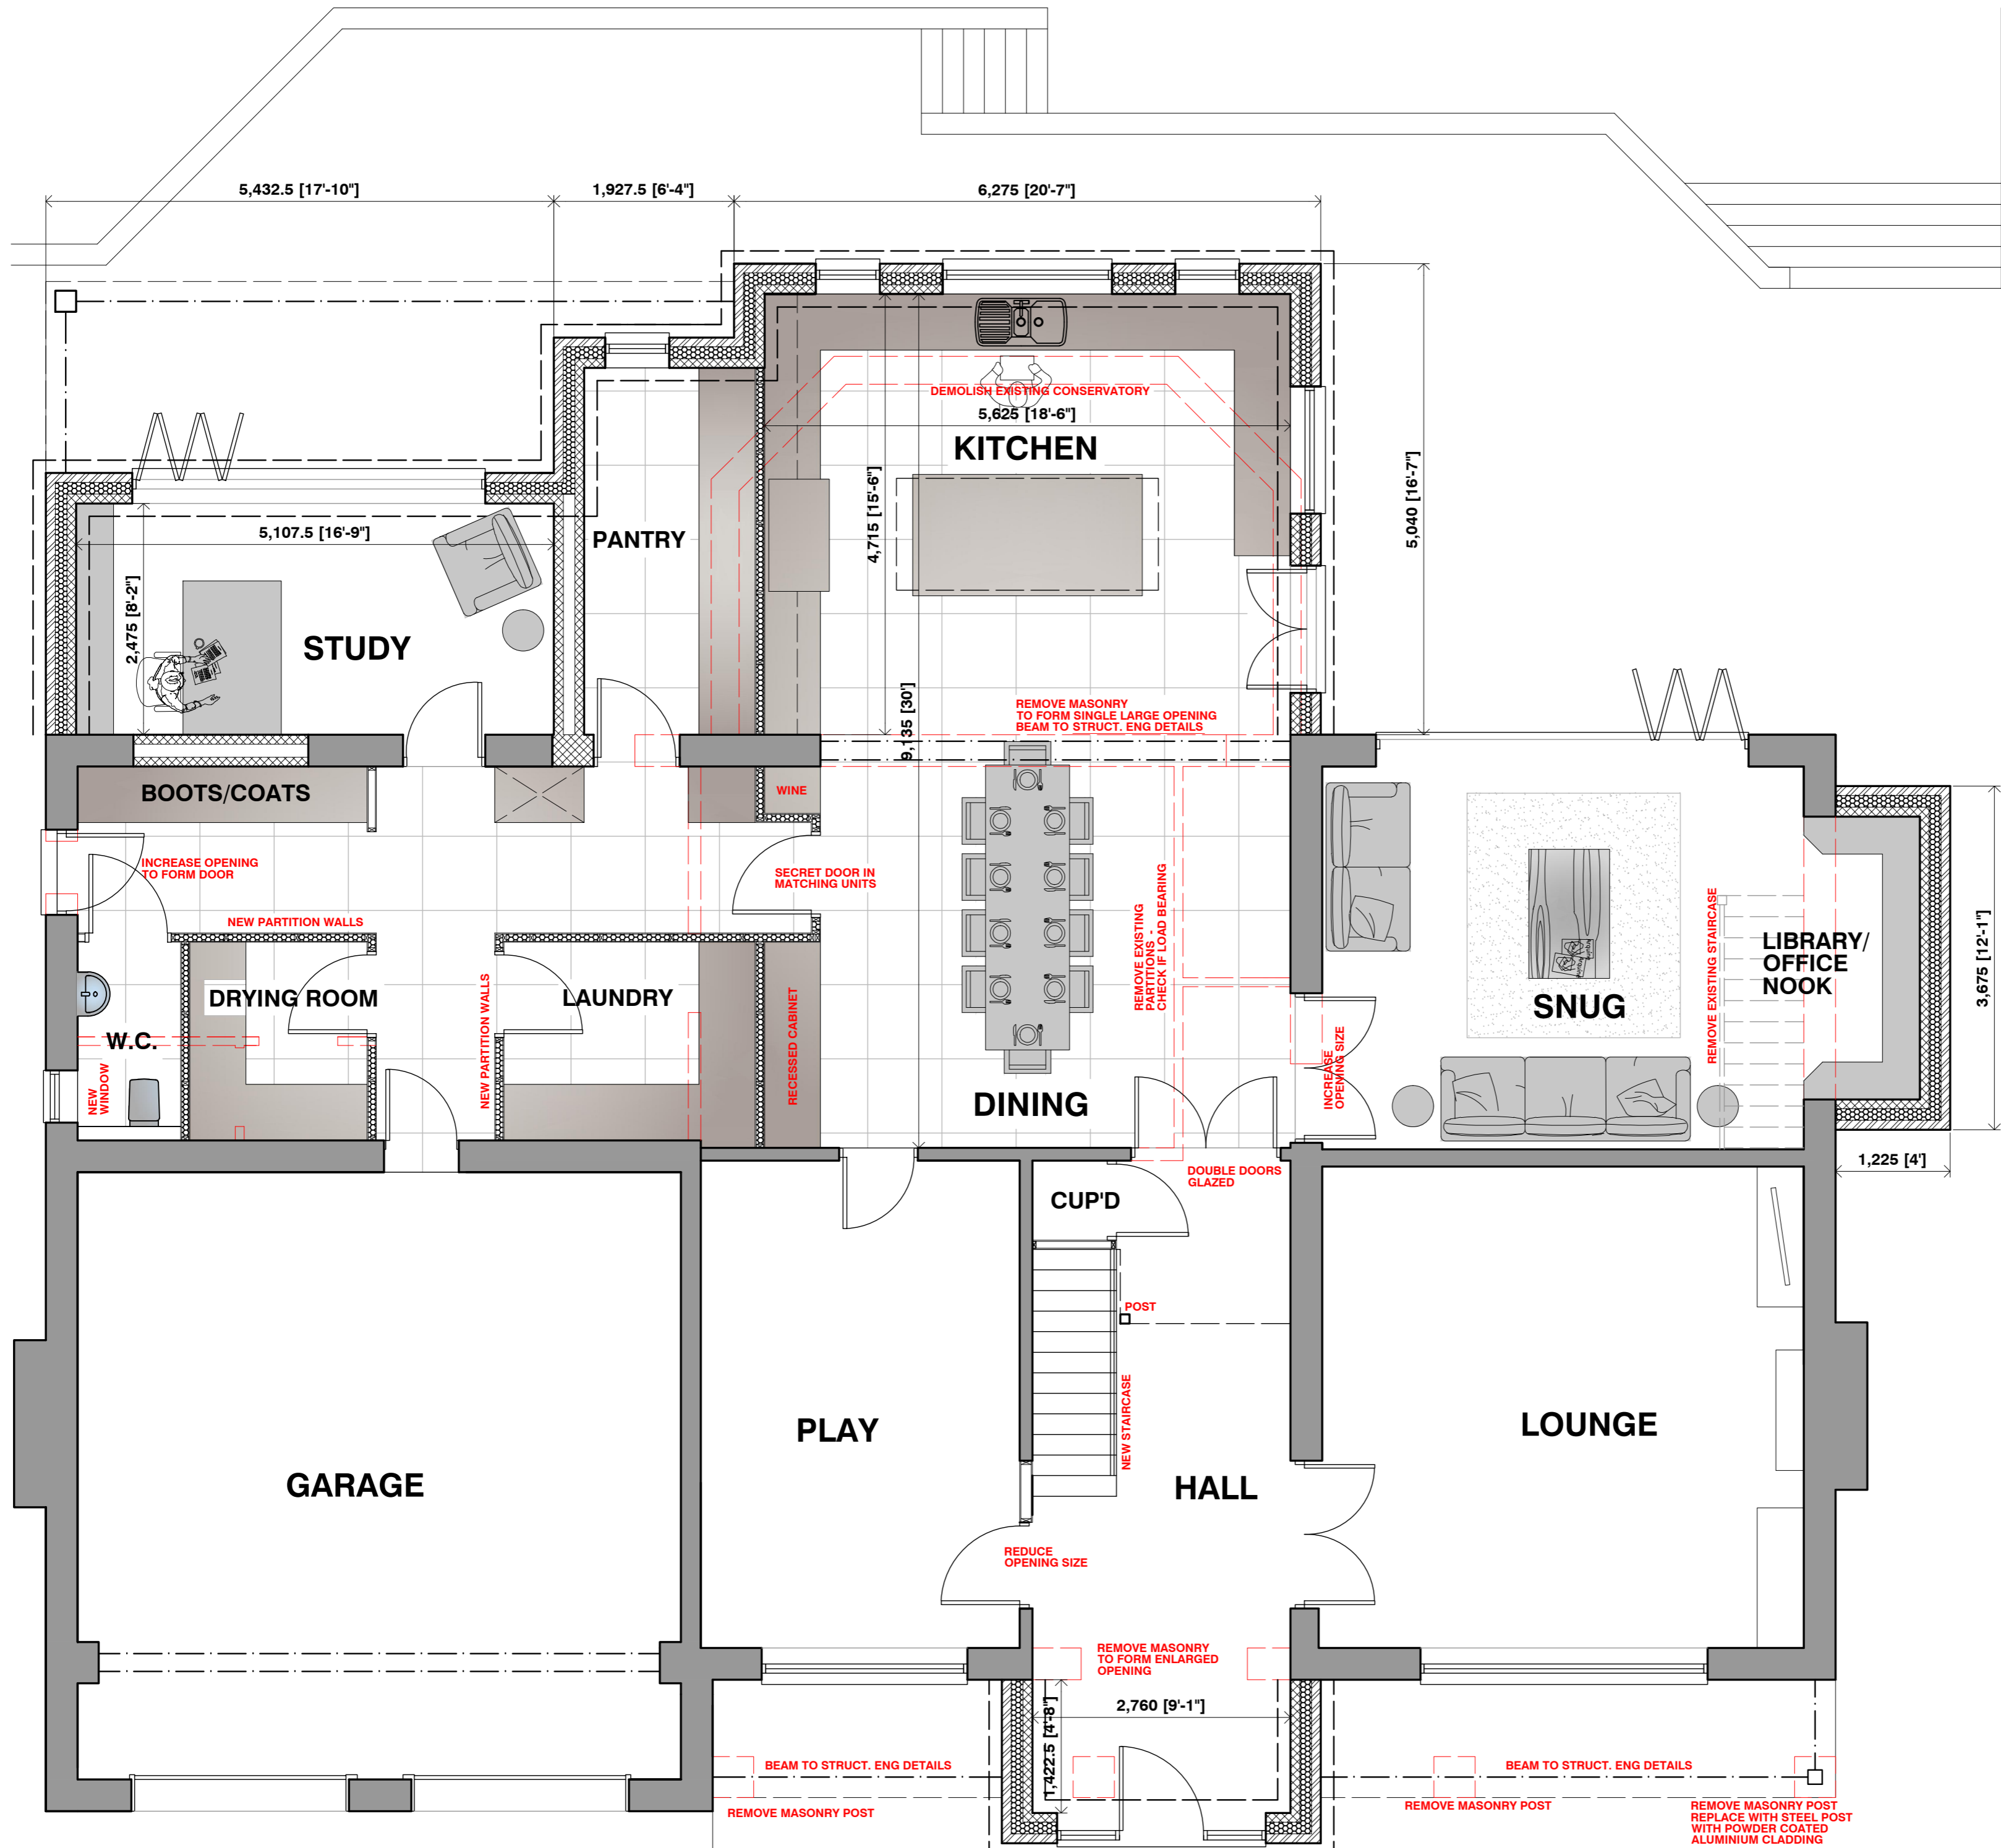 5,432.5 [17'-10"]
1,927.5 [6'-4"]
6,275 [20'-7"]
DEMOLISH EXISTING CONSERVATORY
5,625 [18'-6"]
KITCHEN
4,715 [15'-6"]
5,040 [16'-7"]
5,107.5 [16'-9"]
PANTRY
2,475 [8'-2"]
STUDY
9,135 [30']
REMOVE MASONRY
TO FORM SINGLE LARGE OPENING
BEAM TO STRUCT. ENG DETAILS
BOOTS/COATS
WINE
INCREASE OPENING
TO FORM DOOR
SECRET DOOR IN
MATCHING UNITS
NEW PARTITION WALLS
REMOVE EXISTING
PARTITIONS -
CHECK IF LOAD BEARING
REMOVE EXISTING STAIRCASE
LIBRARY/
OFFICE
NOOK
3,675 [12'-1"]
DRYING ROOM
NEW PARTITION WALLS
LAUNDRY
RECESSED CABINET
SNUG
W.C.
NEW
WINDOW
INCREASE
OPENING SIZE
DINING
1,225 [4']
DOUBLE DOORS
GLAZED
CUP'D
POST
NEW STAIRCASE
PLAY
LOUNGE
GARAGE
HALL
REDUCE
OPENING SIZE
REMOVE MASONRY
TO FORM ENLARGED
OPENING
1,422.5 [4'-8"]
2,760 [9'-1"]
BEAM TO STRUCT. ENG DETAILS
BEAM TO STRUCT. ENG DETAILS
REMOVE MASONRY POST
REMOVE MASONRY POST
REMOVE MASONRY POST
REPLACE WITH STEEL POST
WITH POWDER COATED
ALUMINIUM CLADDING